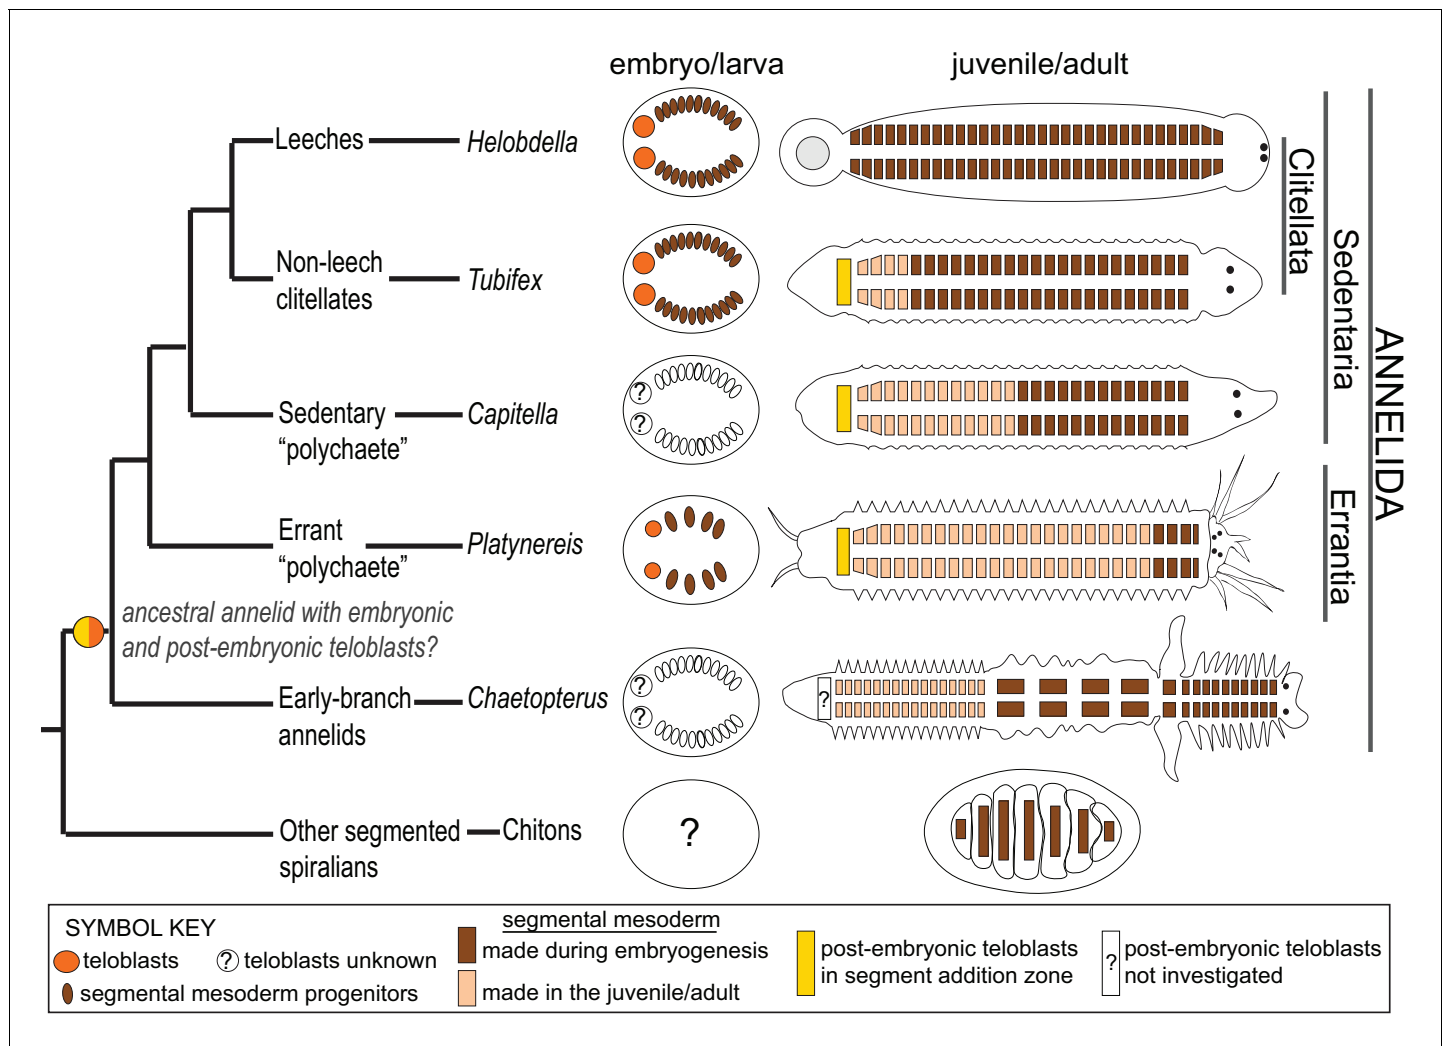 embryo/larva
juvenile/adult
Leeches
Helobdella
Non-leech
clitellates
Tubifex
Clitellata
Sedentaria
ANNELIDA
?
?
Sedentary
“polychaete”
Capitella
Errant
“polychaete”
Platynereis
Errantia
ancestral annelid with embryonic
and post-embryonic teloblasts?
Early-branch
annelids
Chaetopterus
?
?
?
Other segmented
spiralians
Chitons
?
SYMBOL KEY
teloblasts
? teloblasts unknown
segmental mesoderm progenitors
segmental mesoderm
made during embryogenesis
made in the juvenile/adult
post-embryonic teloblasts
in segment addition zone
? post-embryonic teloblasts
not investigated